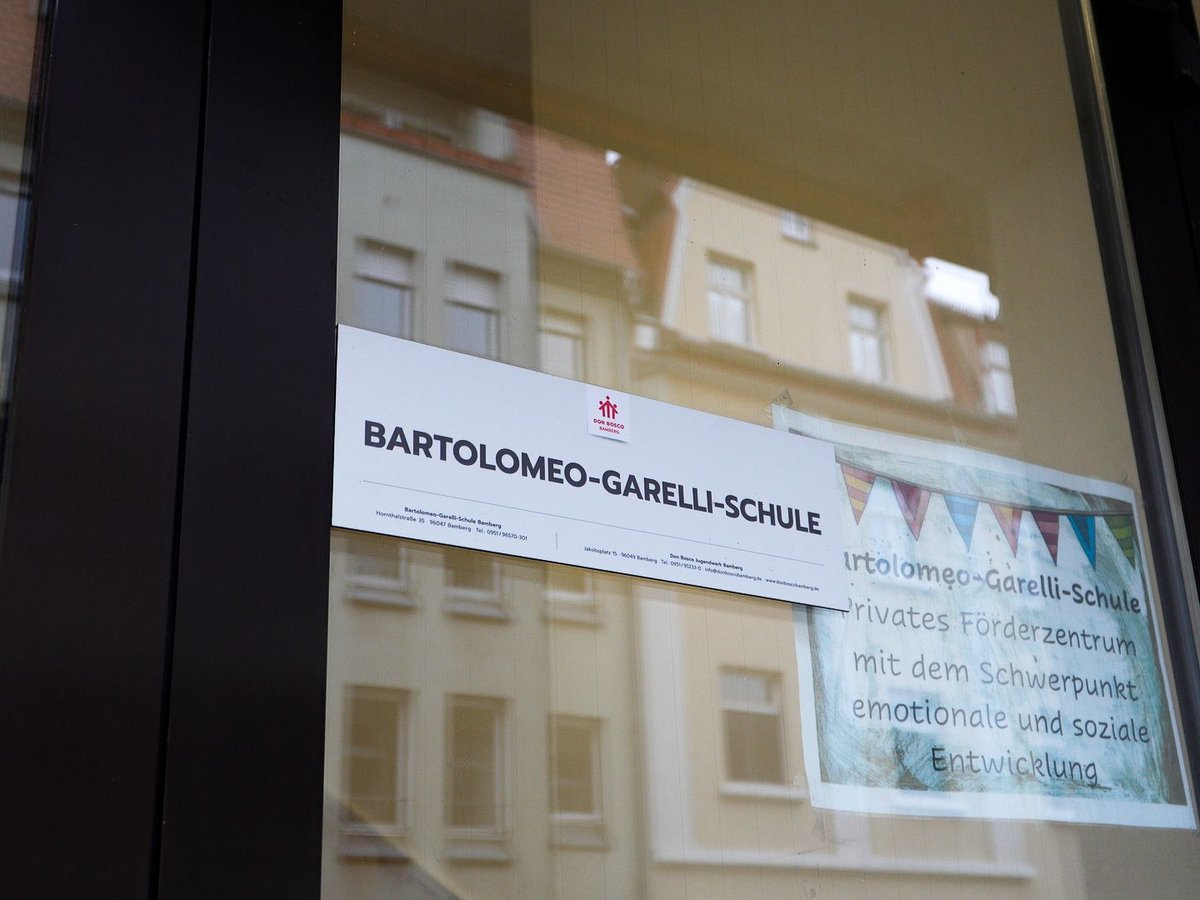 DON BOSCO
BAMBERG
BARTOLOMEO-GARELLI-SCHULE
Bartolomeo-Garelli-Schule Bamberg
Hornthalstraße 35 · 96047 Bamberg · Tel.: 0951/96570-301
Don Bosco Jugendwerk Bamberg
Jakobsplatz 15 · 96049 Bamberg · Tel.: 0951/95233-0 · info@donboscobamberg.de · www.donboscobamberg.de
artolomeo-Garelli-Schule
Privates Förderzentrum
mit dem Schwerpunkt
emotionale und soziale
Entwicklung